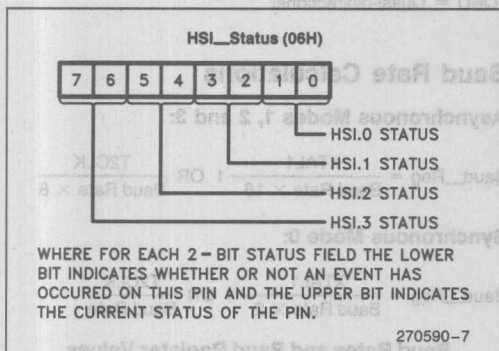 HSI__Status (06H)
7 6 5 4 3 2 1 0
HSI.0 STATUS
HSI.1 STATUS
HSI.2 STATUS
HSI.3 STATUS
WHERE FOR EACH 2 – BIT STATUS FIELD THE LOWER
BIT INDICATES WHETHER OR NOT AN EVENT HAS
OCCURED ON THIS PIN AND THE UPPER BIT INDICATES
THE CURRENT STATUS OF THE PIN.
270590–7